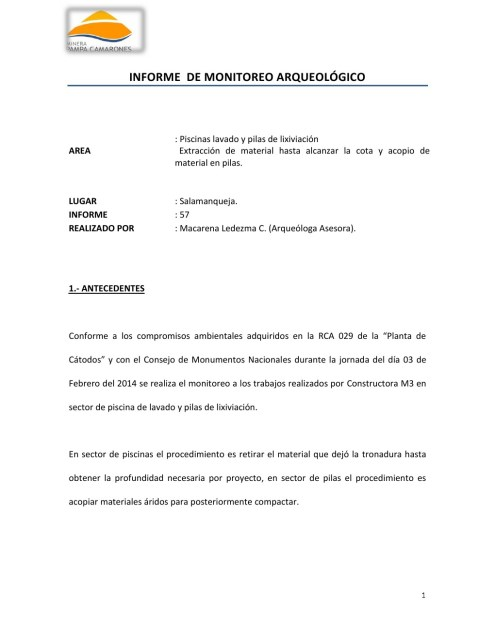 MINERA
PAMPA CAMARONES
INFORME DE MONITOREO ARQUEOLÓGICO
: Piscinas lavado y pilas de lixiviación
AREA Extracción de material hasta alcanzar la cota y acopio de
material en pilas.
LUGAR : Salamanqueja.
INFORME : 57
REALIZADO POR : Macarena Ledezma C. (Arqueóloga Asesora).
1.- ANTECEDENTES
Conforme a los compromisos ambientales adquiridos en la RCA 029 de la “Planta de
Cátodos” y con el Consejo de Monumentos Nacionales durante la jornada del día 03 de
Febrero del 2014 se realiza el monitoreo a los trabajos realizados por Constructora M3 en
sector de piscina de lavado y pilas de lixiviación.
En sector de piscinas el procedimiento es retirar el material que dejó la tronadura hasta
obtener la profundidad necesaria por proyecto, en sector de pilas el procedimiento es
acopiar materiales áridos para posteriormente compactar.
1